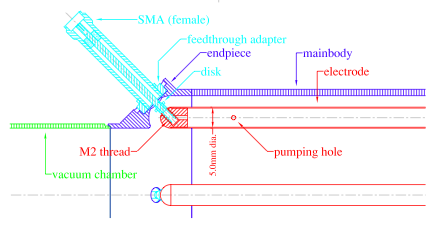 SMA (female)
feedthrough adapter
endpiece
mainbody
disk
electrode
M2 thread
5.0mm dia.
pumping hole
vacuum chamber